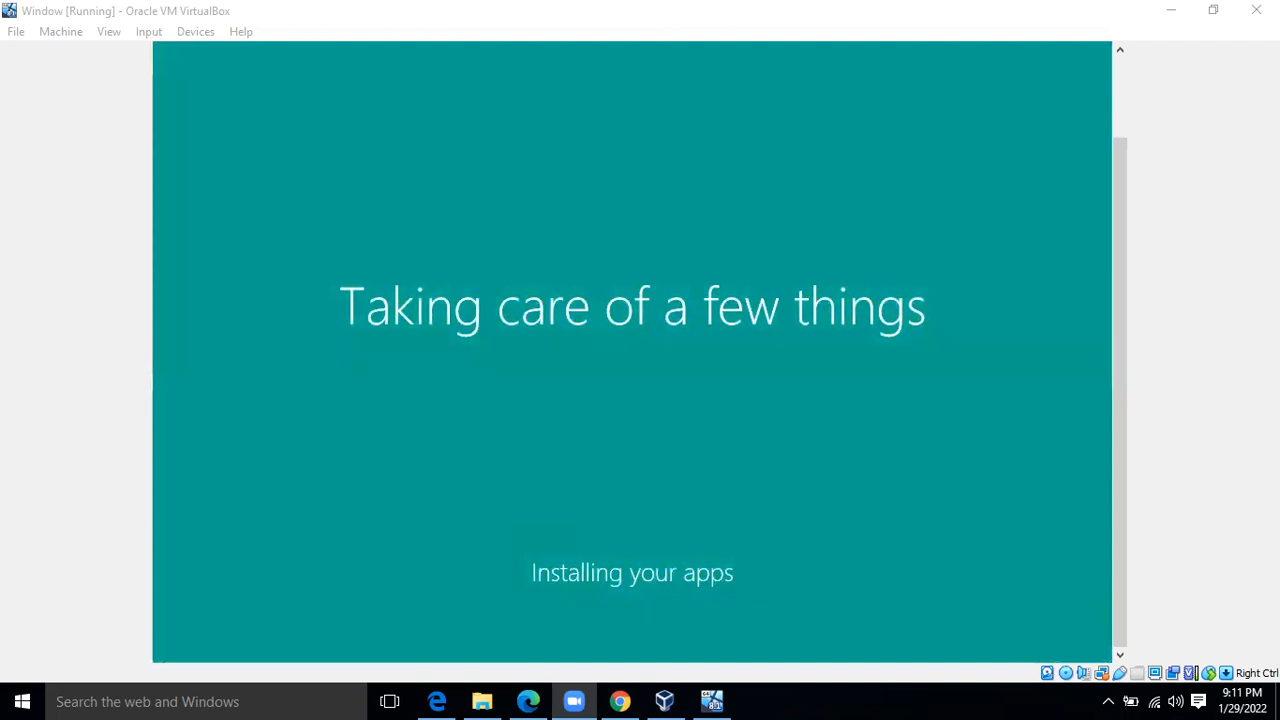 Window [Running] - Oracle VM VirtualBox
File Machine View Input Devices Help
Taking care of a few things
Installing your apps
Right Ctrl
Search the web and Windows
9:11 PM
1/29/2022